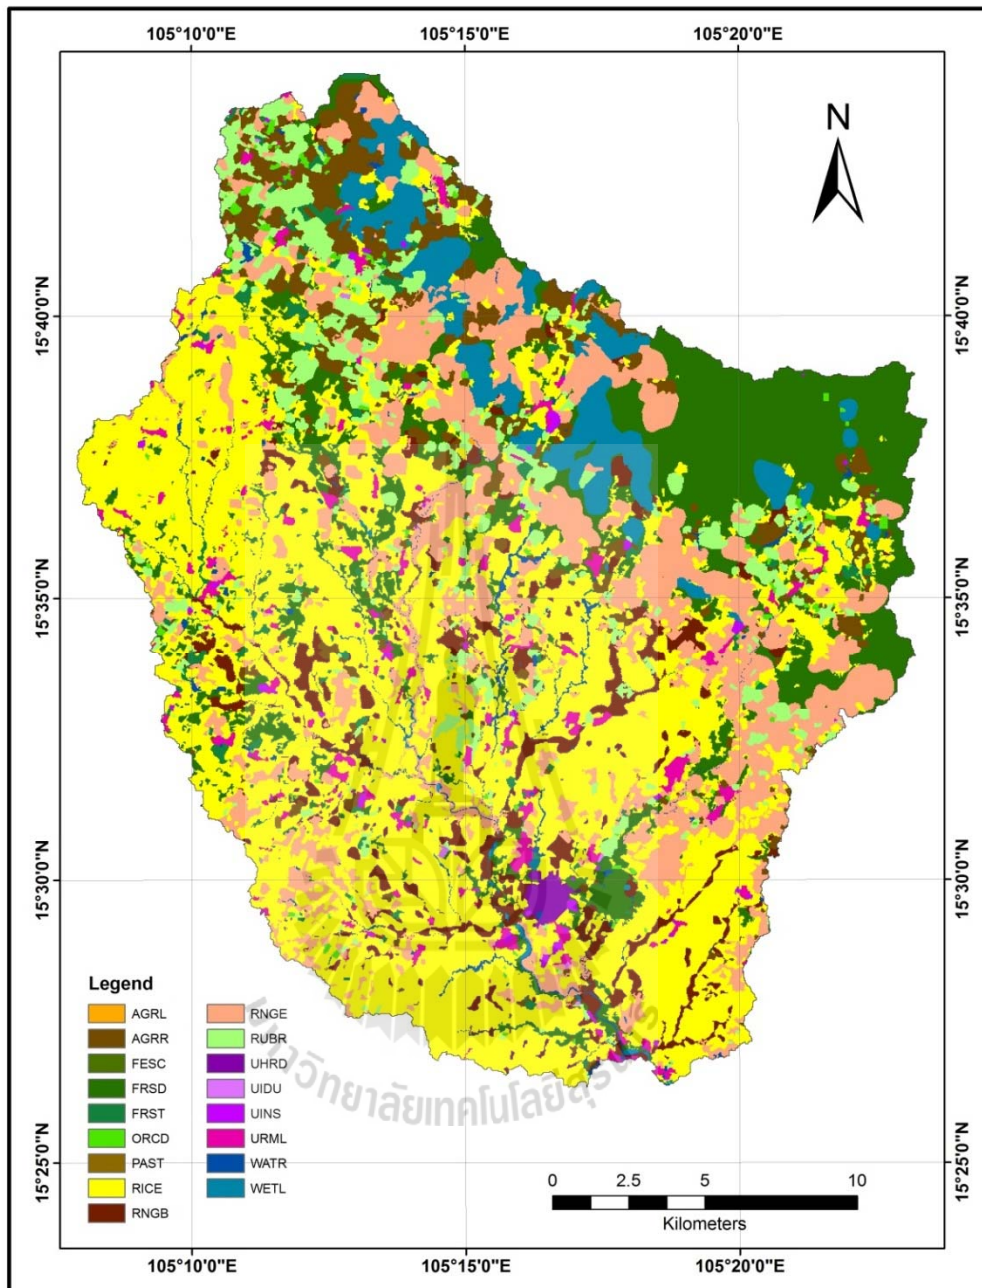 105°10'0"E 105°15'0"E 105°20'0"E
N
15°40'0"N 15°40'0"N
15°35'0"N 15°35'0"N
15°30'0"N 15°30'0"N
15°25'0"N 15°25'0"N
Legend
AGRL
AGRR
FESC
FRSD
FRST
ORCD
PAST
RICE
RNGB
RNGE
RUBR
UHRD
UIDU
UINS
URML
WATR
WETL
0 2.5 5 10
Kilometers
105°10'0"E 105°15'0"E 105°20'0"E